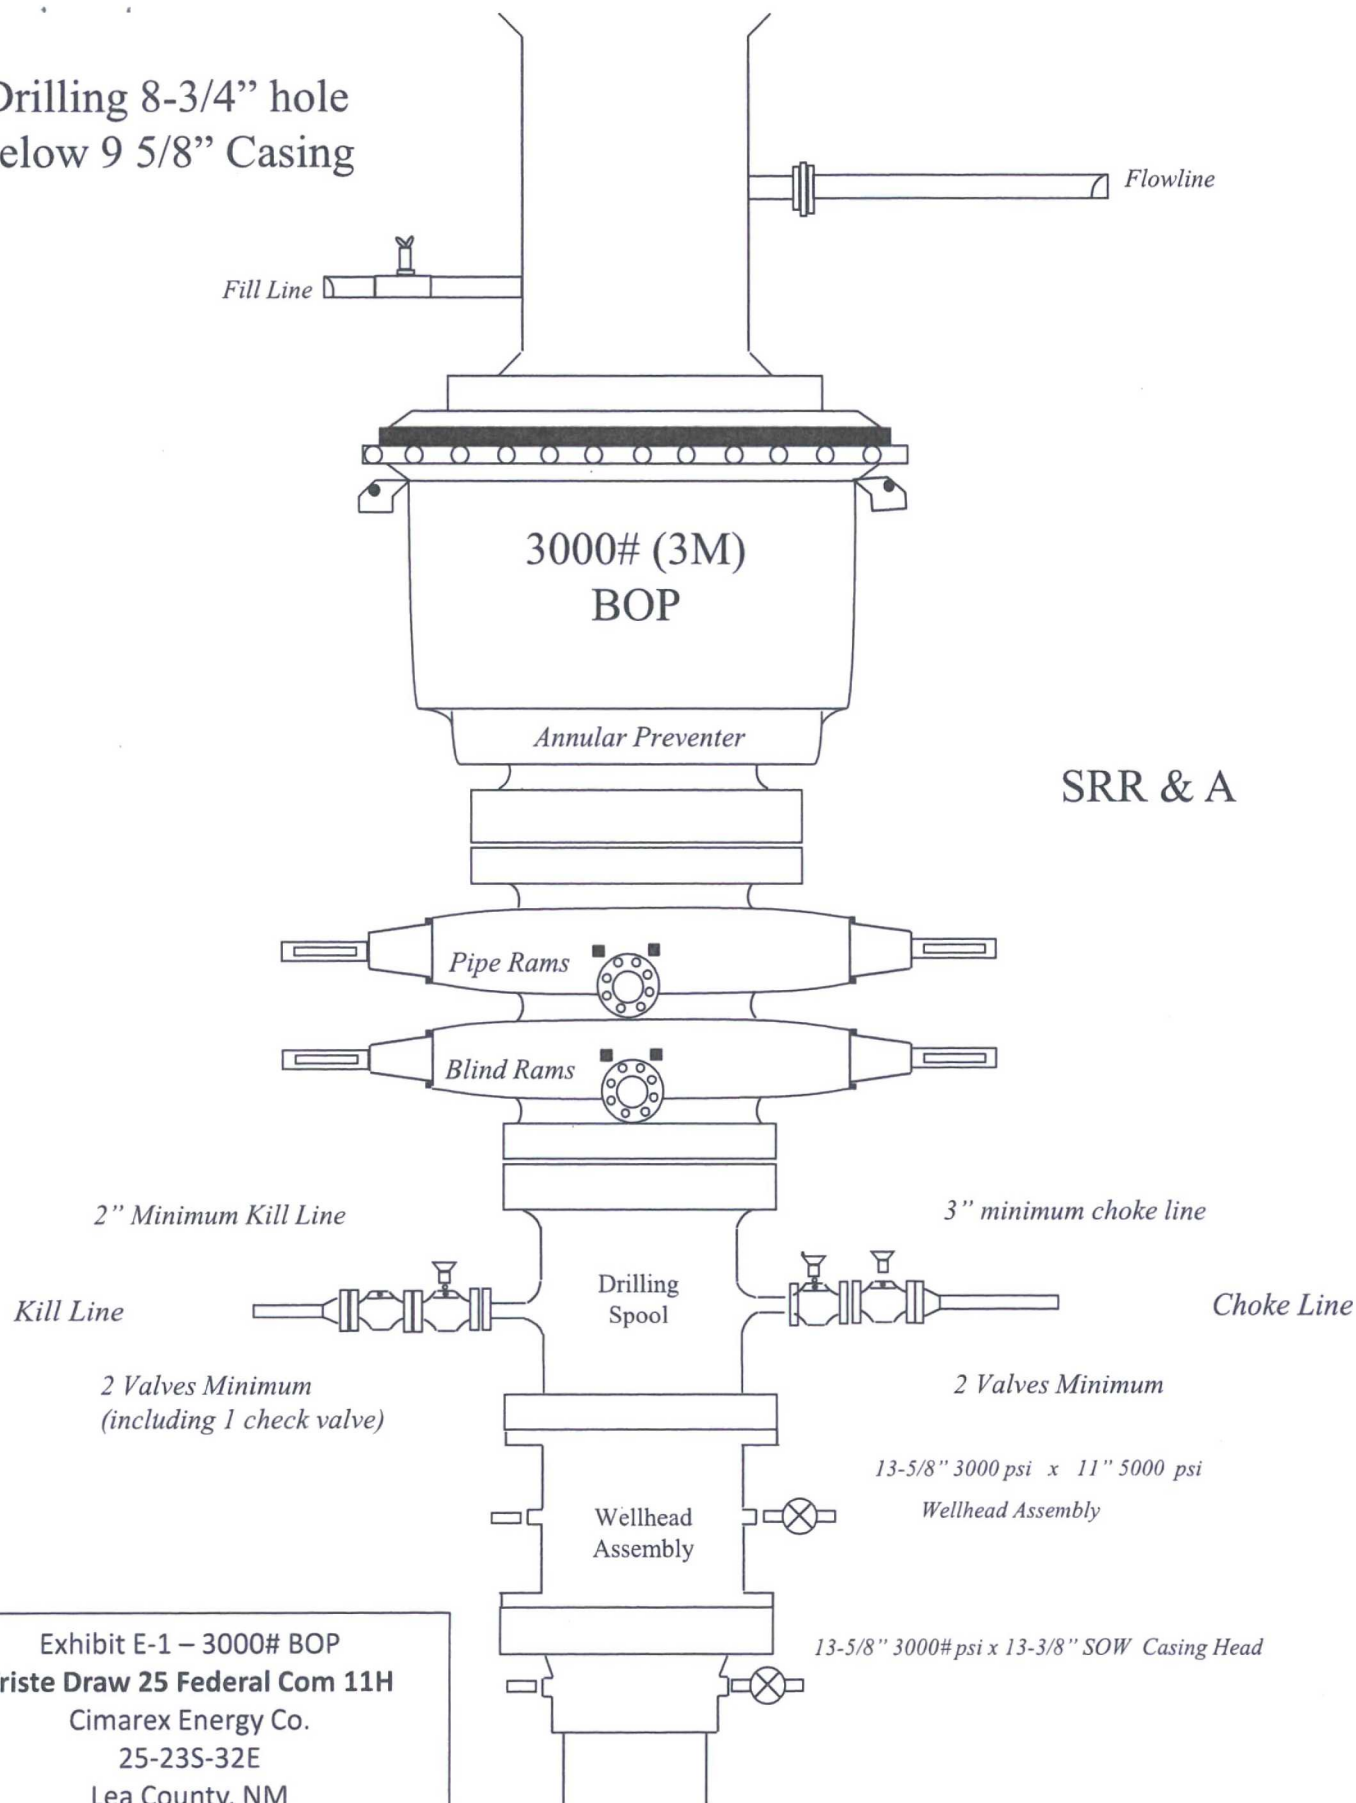 Drilling 8-3/4” hole
elow 9 5/8” Casing
Flowline
Fill Line
3000# (3M)
BOP
Annular Preventer
SRR & A
Pipe Rams
Blind Rams
2” Minimum Kill Line
3” minimum choke line
Drilling
Spool
Kill Line
Choke Line
2 Valves Minimum
(including 1 check valve)
2 Valves Minimum
13-5/8” 3000 psi x 11” 5000 psi
Wellhead Assembly
Wellhead
Assembly
13-5/8” 3000# psi x 13-3/8” SOW Casing Head
Exhibit E-1 – 3000# BOP
riste Draw 25 Federal Com 11H
Cimarex Energy Co.
25-23S-32E
Lea County, NM